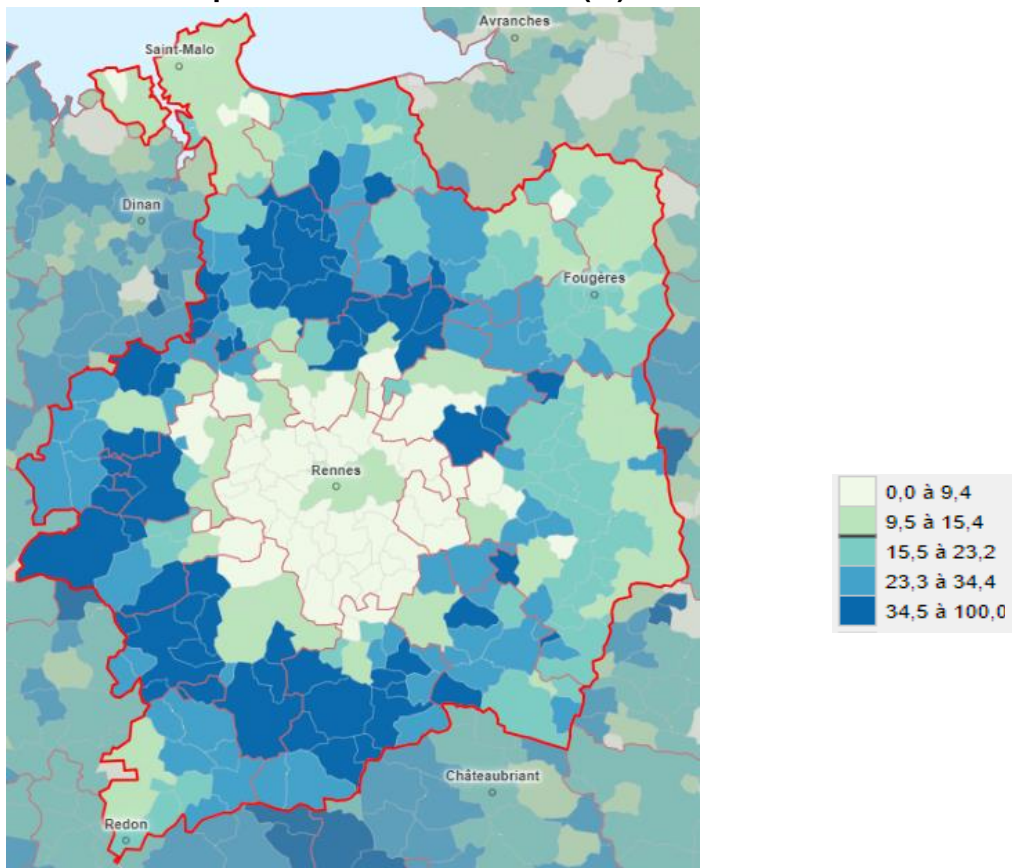 Avranches
Saint-Malo
Dinan
Fougères
Rennes
Châteaubriant
Redon
0,0 à 9,4
9,5 à 15,4
15,5 à 23,2
23,3 à 34,4
34,5 à 100,0